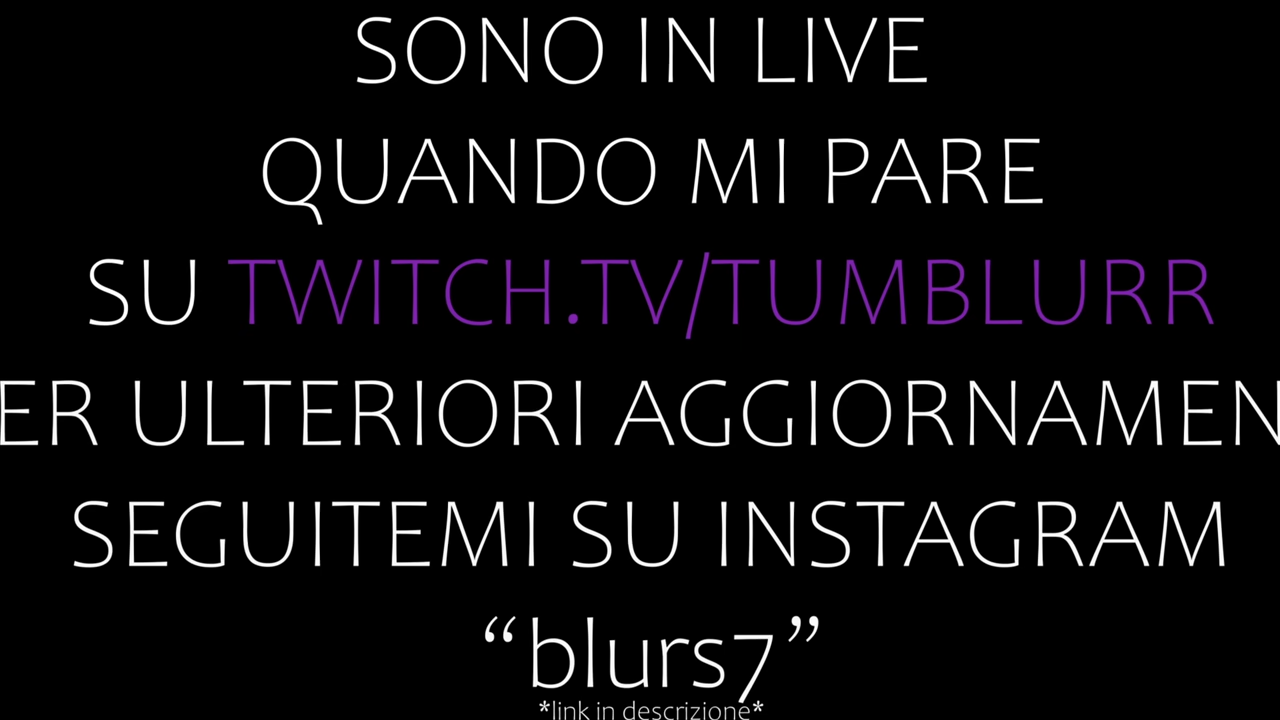 SONO IN LIVE
QUANDO MI PARE
SU TWITCH.TV/TUMBLURR
ER ULTERIORI AGGIORNAMEN
SEGUITEMI SU INSTAGRAM
“blurs7”
*link in descrizione*